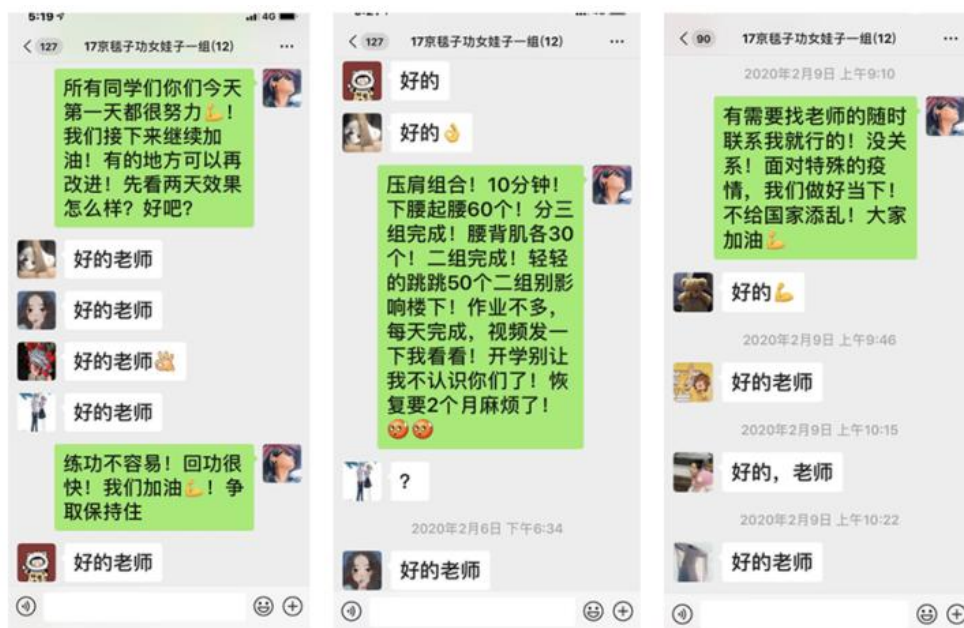 5:19
4G
127
17京毯子功女娃子一组(12)
所有同学们你们今天
第一天都很努力💪！
我们接下来继续加
油！有的地方可以再
改进！先看两天效果
怎么样？好吧？
好的老师
好的老师
好的老师
好的老师
练功不容易！回功很
快！我们加油💪！争
取保持住
好的老师
127
17京毯子功女娃子一组(12)
好的
好的👌
压肩组合！10分钟！
下腰起腰60个！分三
组完成！腰背肌各30
个！二组完成！轻轻
的跳跳50个二组别影
响楼下！作业不多，
每天完成，视频发一
下我看看！开学别让
我不认识你们了！恢
复要2个月麻烦了！
?
2020年2月6日 下午6:34
好的老师
90
17京毯子功女娃子一组(12)
2020年2月9日 上午9:10
有需要找老师的随时
联系我就行的！没关
系！面对特殊的疫
情，我们做好当下！
不给国家添乱！大家
加油💪
好的💪
2020年2月9日 上午9:46
好的老师
2020年2月9日 上午10:15
好的，老师
2020年2月9日 上午10:22
好的老师